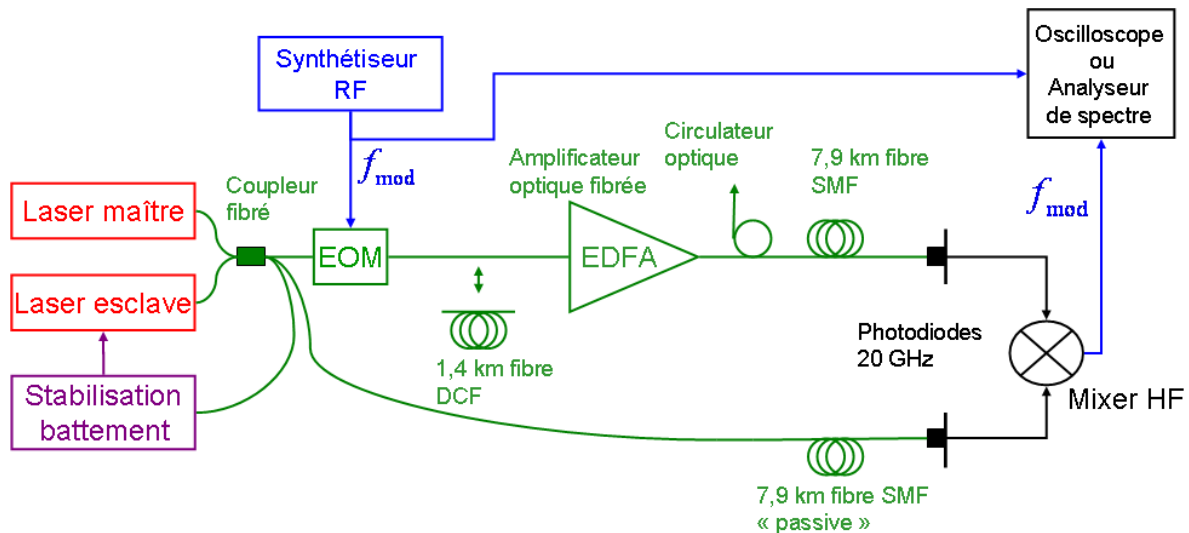 Synthétiseur
RF
Oscilloscope
ou
Analyseur
de spectre
f mod
Circulateur
optique
7,9 km fibre
SMF
Amplificateur
optique fibrée
f mod
Coupleur
fibré
Laser maître
EOM
EDFA
Laser esclave
Photodiodes
20 GHz
1,4 km fibre
DCF
Mixer HF
Stabilisation
battement
7,9 km fibre SMF
« passive »